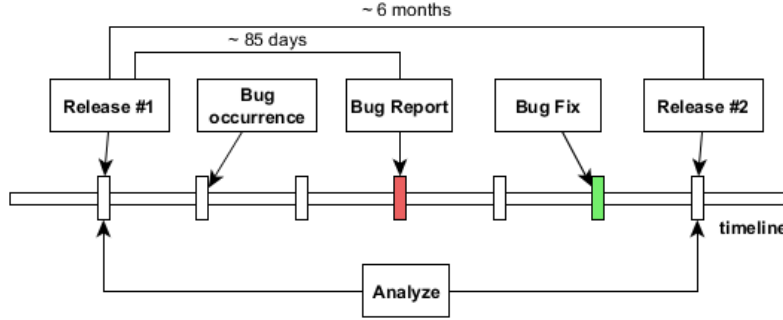 ~ 6 months
~ 85 days
Release #1
Bug
occurrence
Bug Report
Bug Fix
Release #2
timeline
Analyze